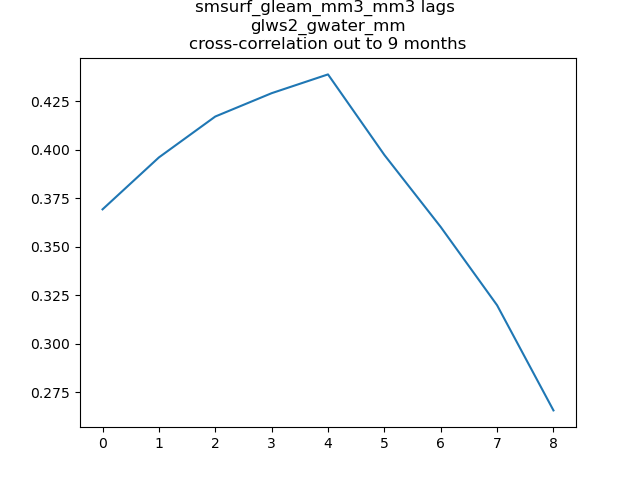 smsurf_gleam_mm3_mm3 lags
glws2_gwater_mm
cross-correlation out to 9 months
0.425
0.400
0.375
0.350
0.325
0.300
0.275
0 1 2 3 4 5 6 7 8